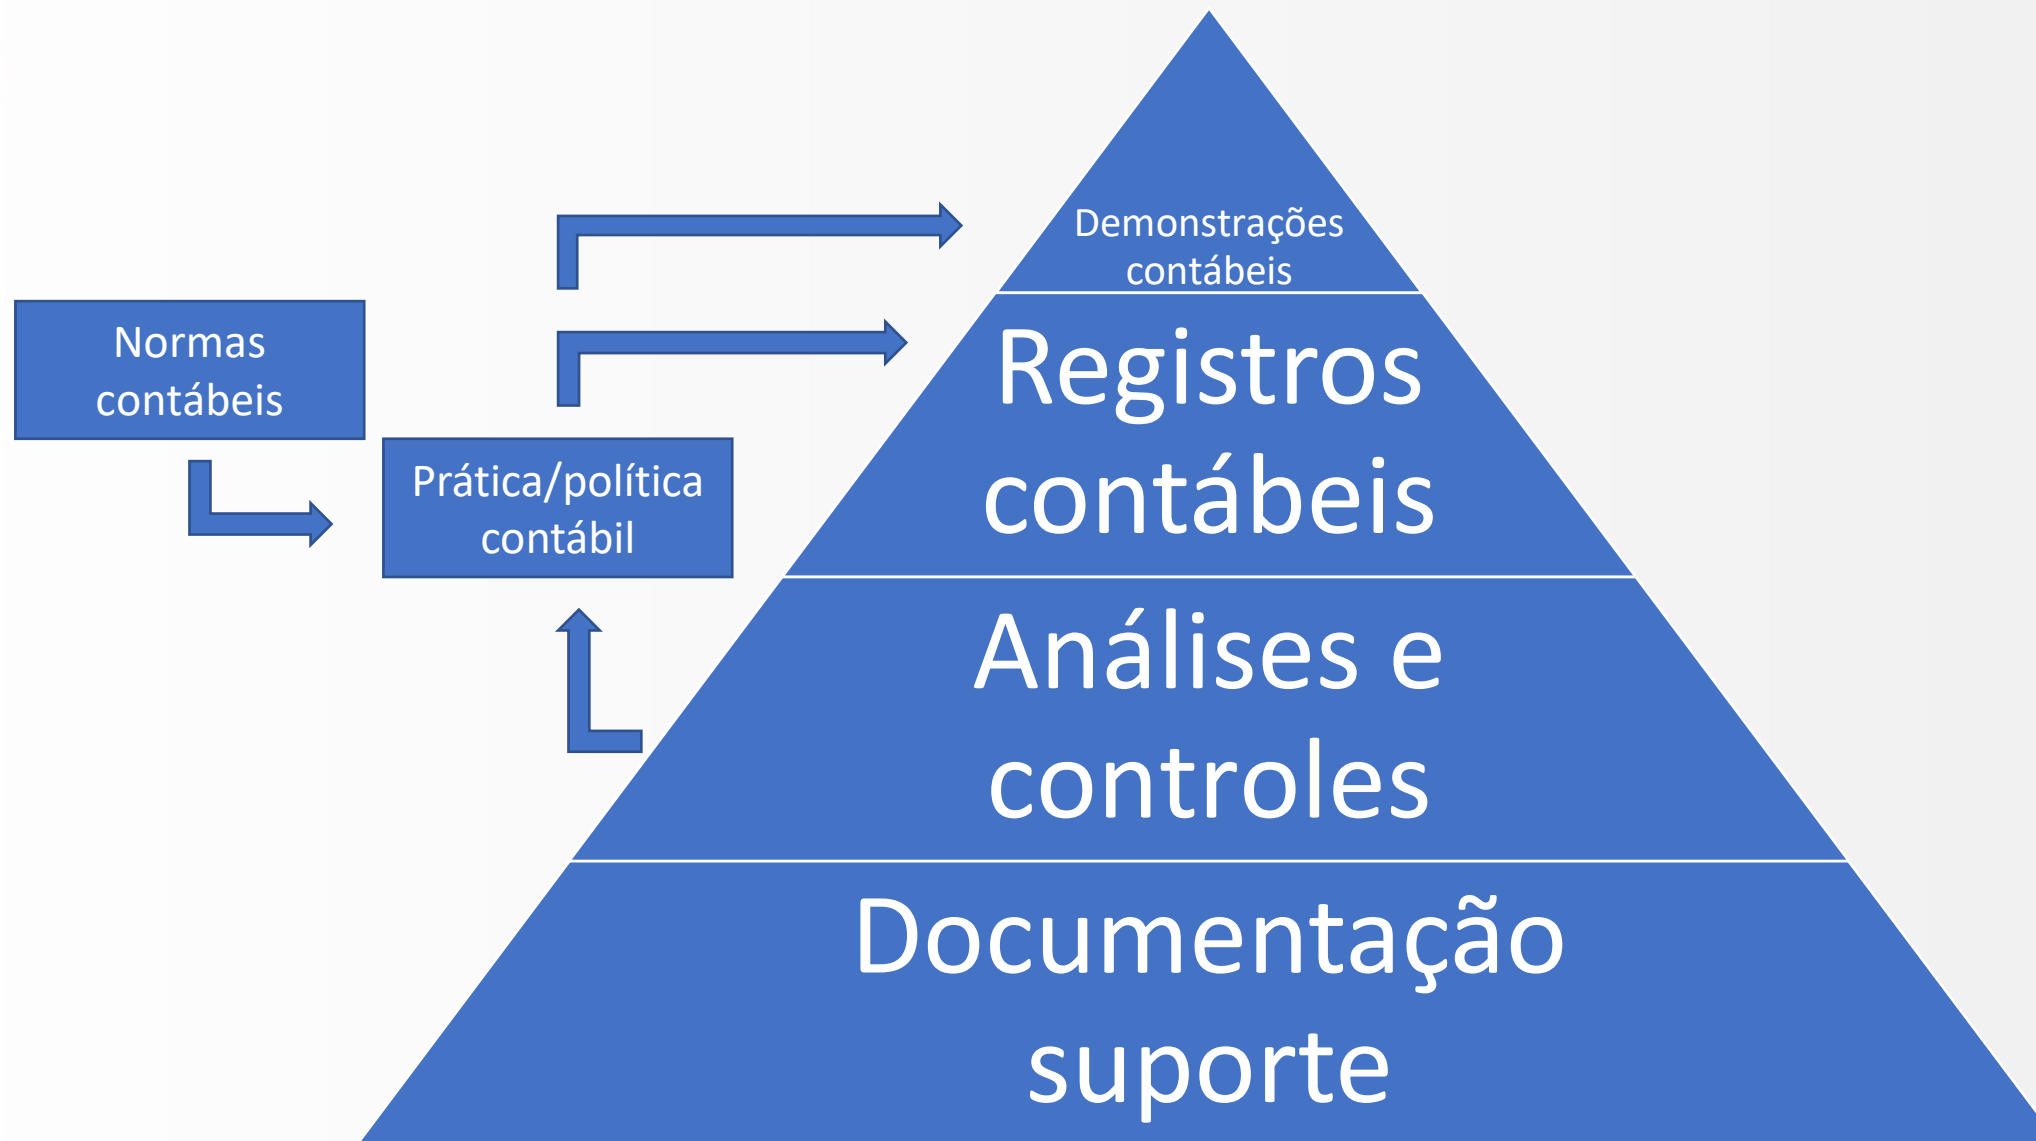 Demonstrações
contábeis
Normas
contábeis
Registros
contábeis
Prática/política
contábil
Análises e
controles
Documentação
suporte